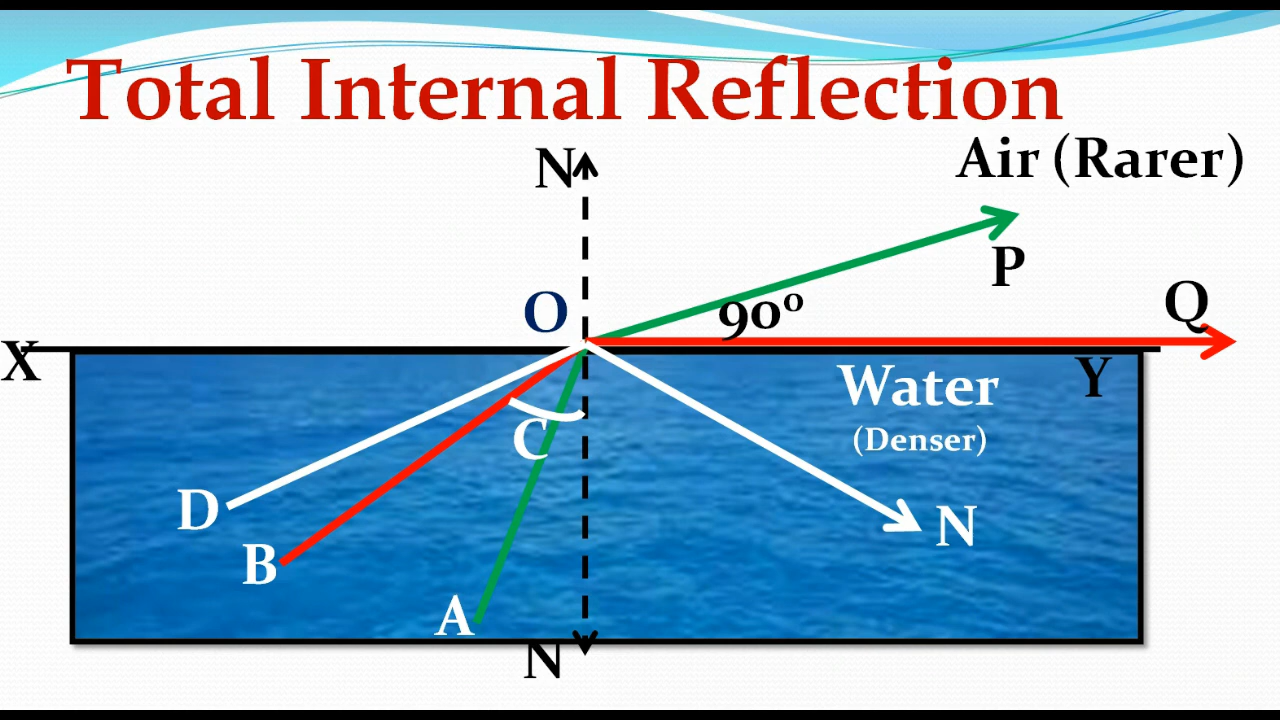 Total Internal Reflection
Air (Rarer)
N
P
O
90º
Q
X
Y
Water
(Denser)
C
D
B
N
A
N